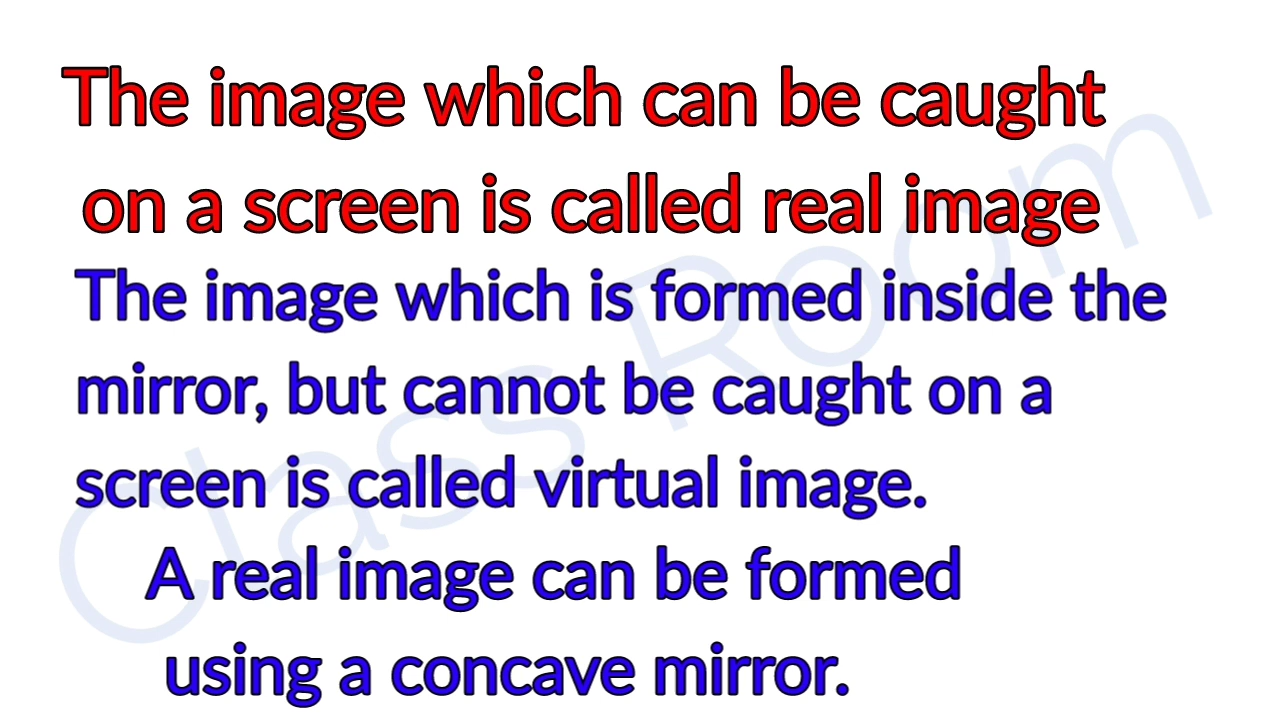 The image which can be caught
on a screen is called real image
The image which is formed inside the
mirror, but cannot be caught on a
screen is called virtual image.
A real image can be formed
using a concave mirror.
Class Room